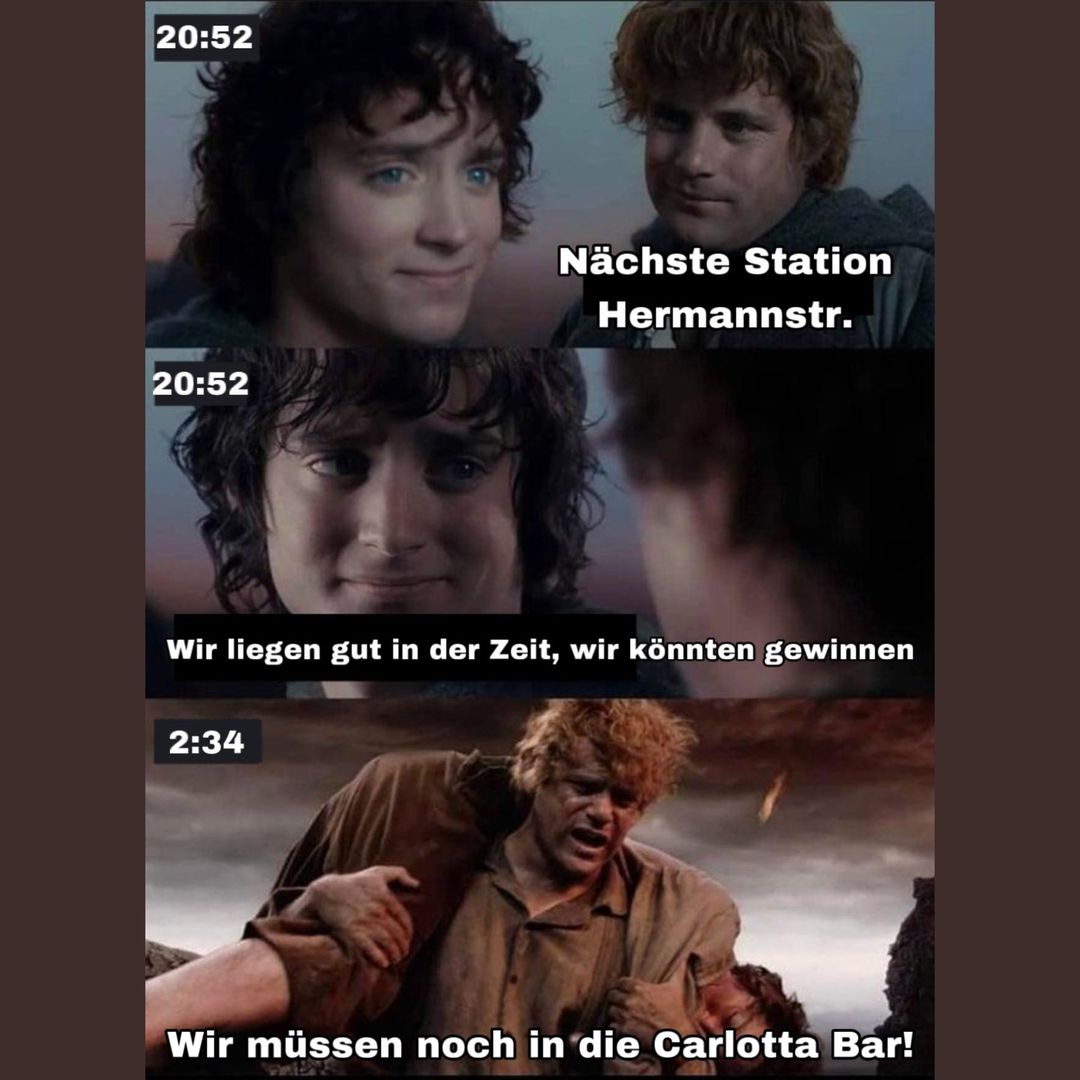 20:52
Nächste Station
Hermannstr.
20:52
Wir liegen gut in der Zeit, wir könnten gewinnen
2:34
Wir müssen noch in die Carlotta Bar!